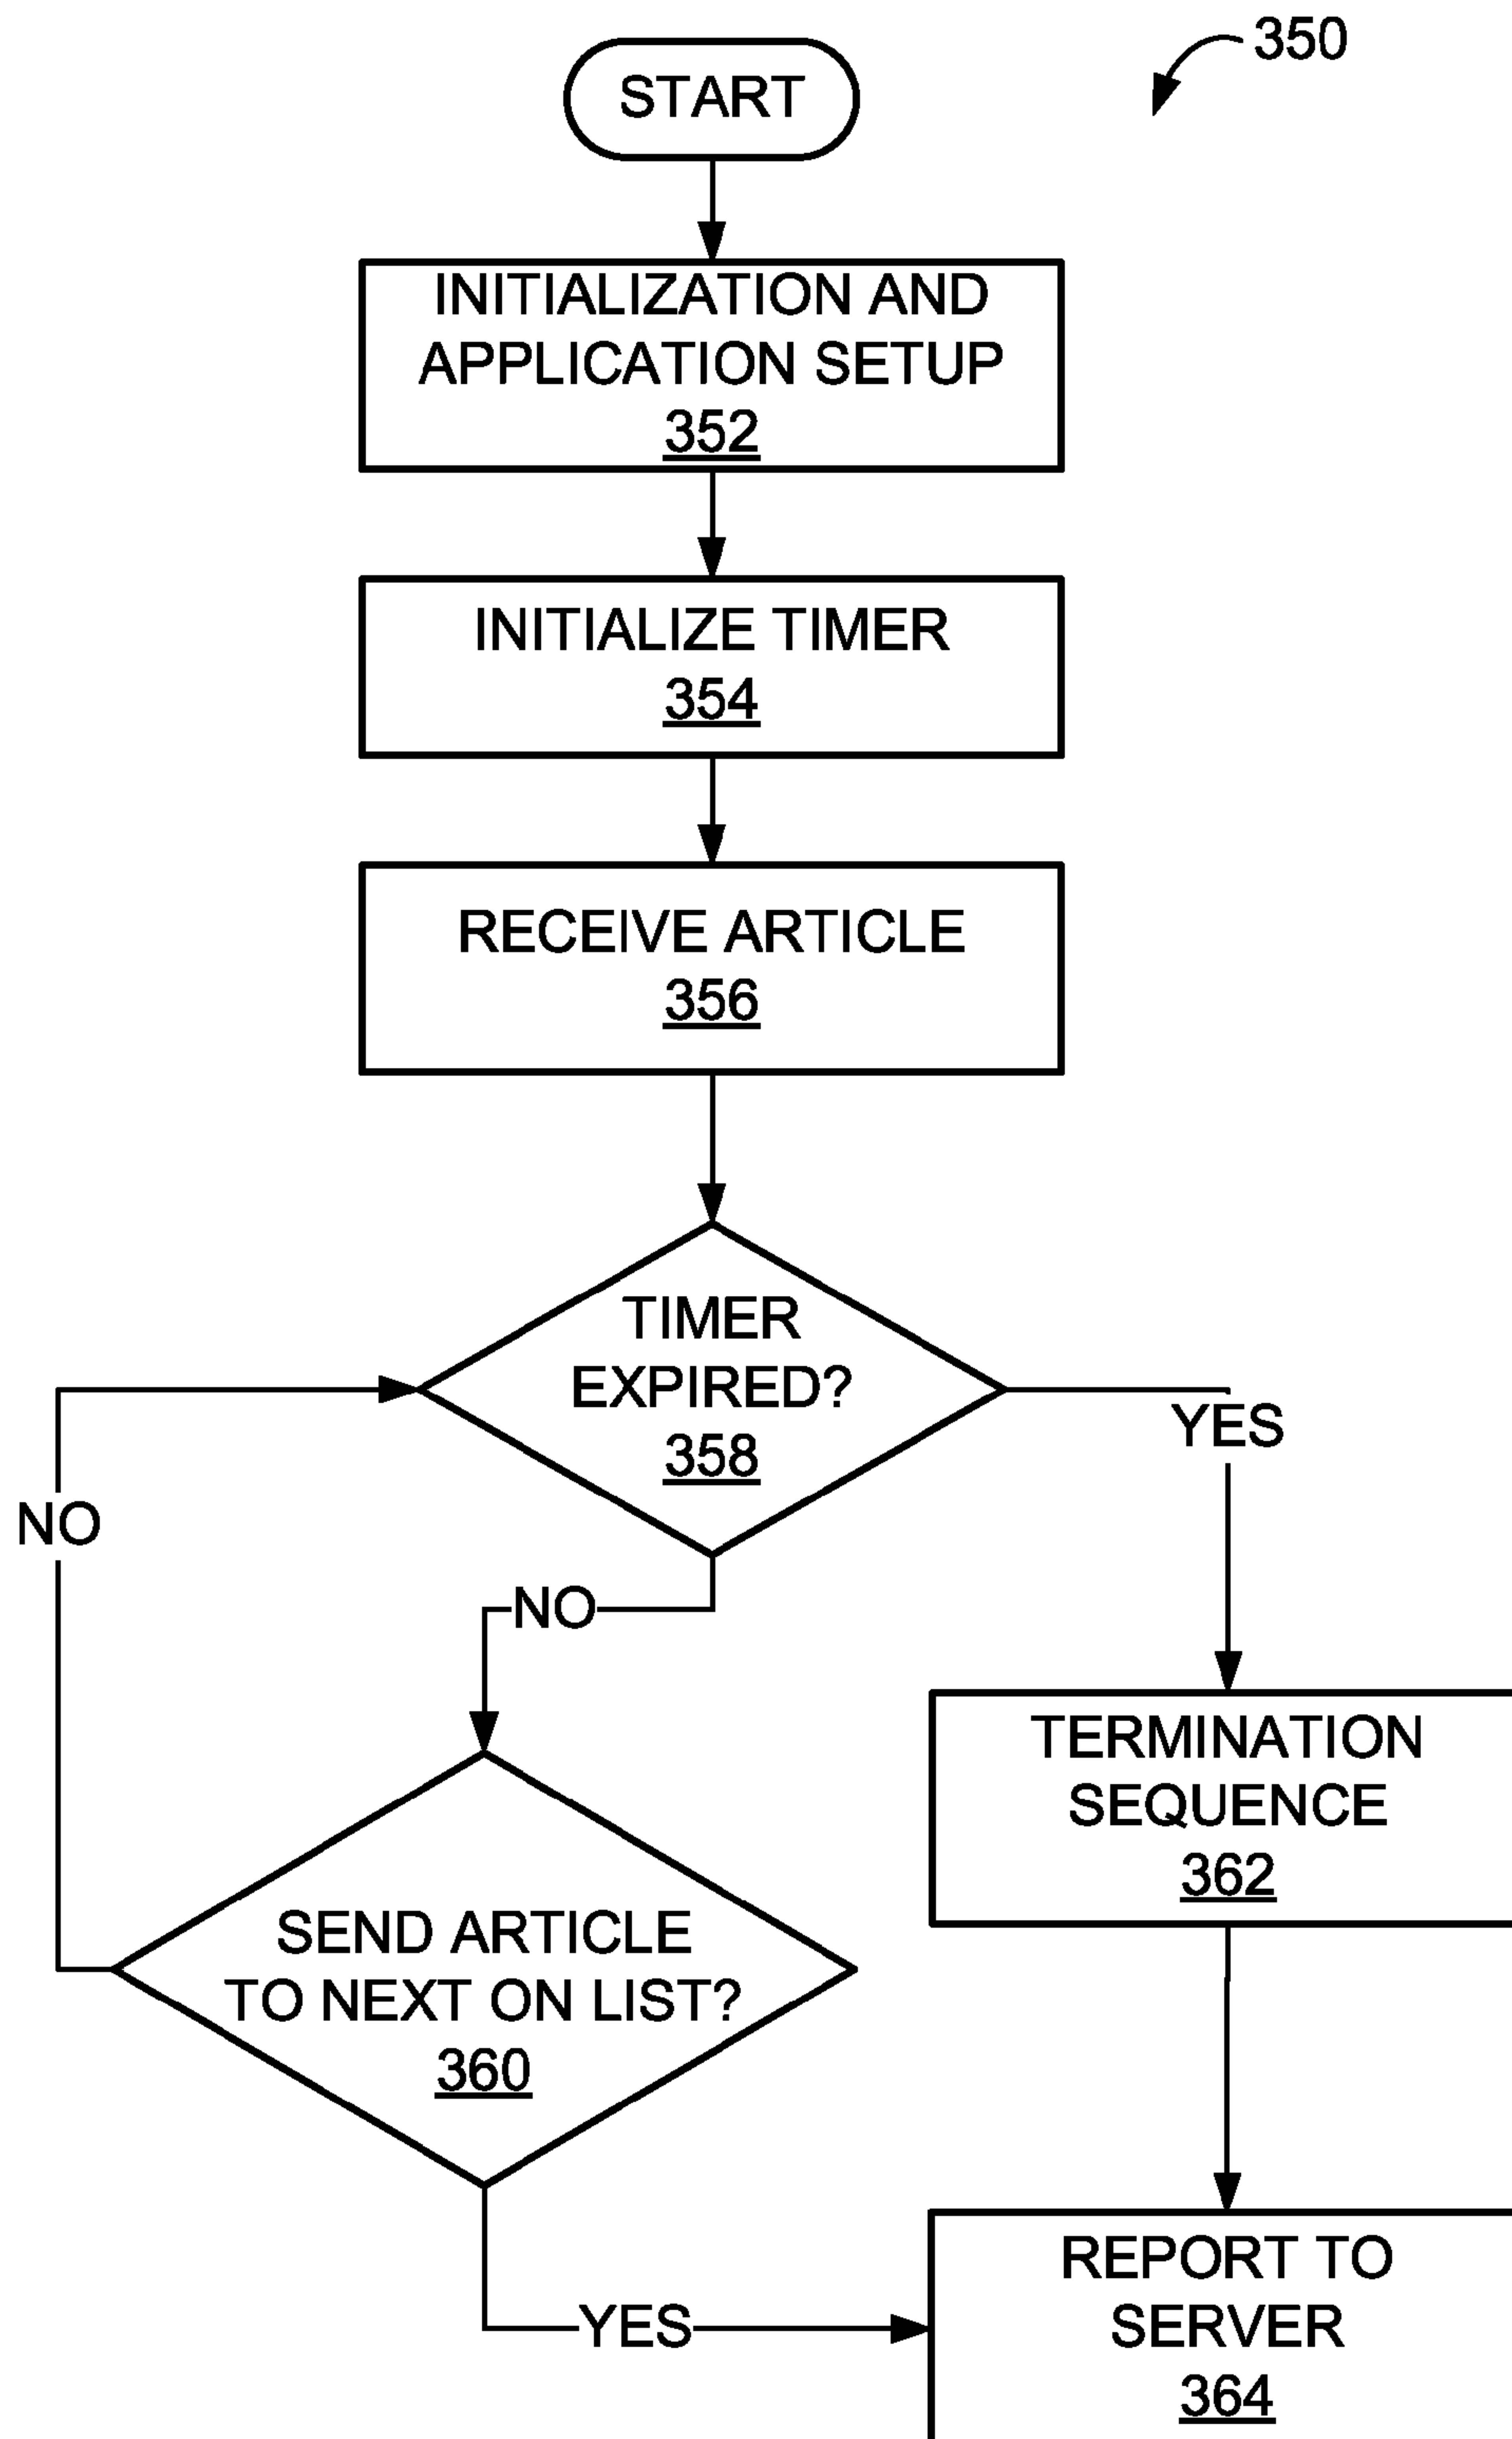 350
START
INITIALIZATION AND
APPLICATION SETUP
352
INITIALIZE TIMER
354
RECEIVE ARTICLE
356
TIMER
EXPIRED?
358
YES
NO
NO
TERMINATION
SEQUENCE
362
SEND ARTICLE
TO NEXT ON LIST?
360
REPORT TO
SERVER
364
YES